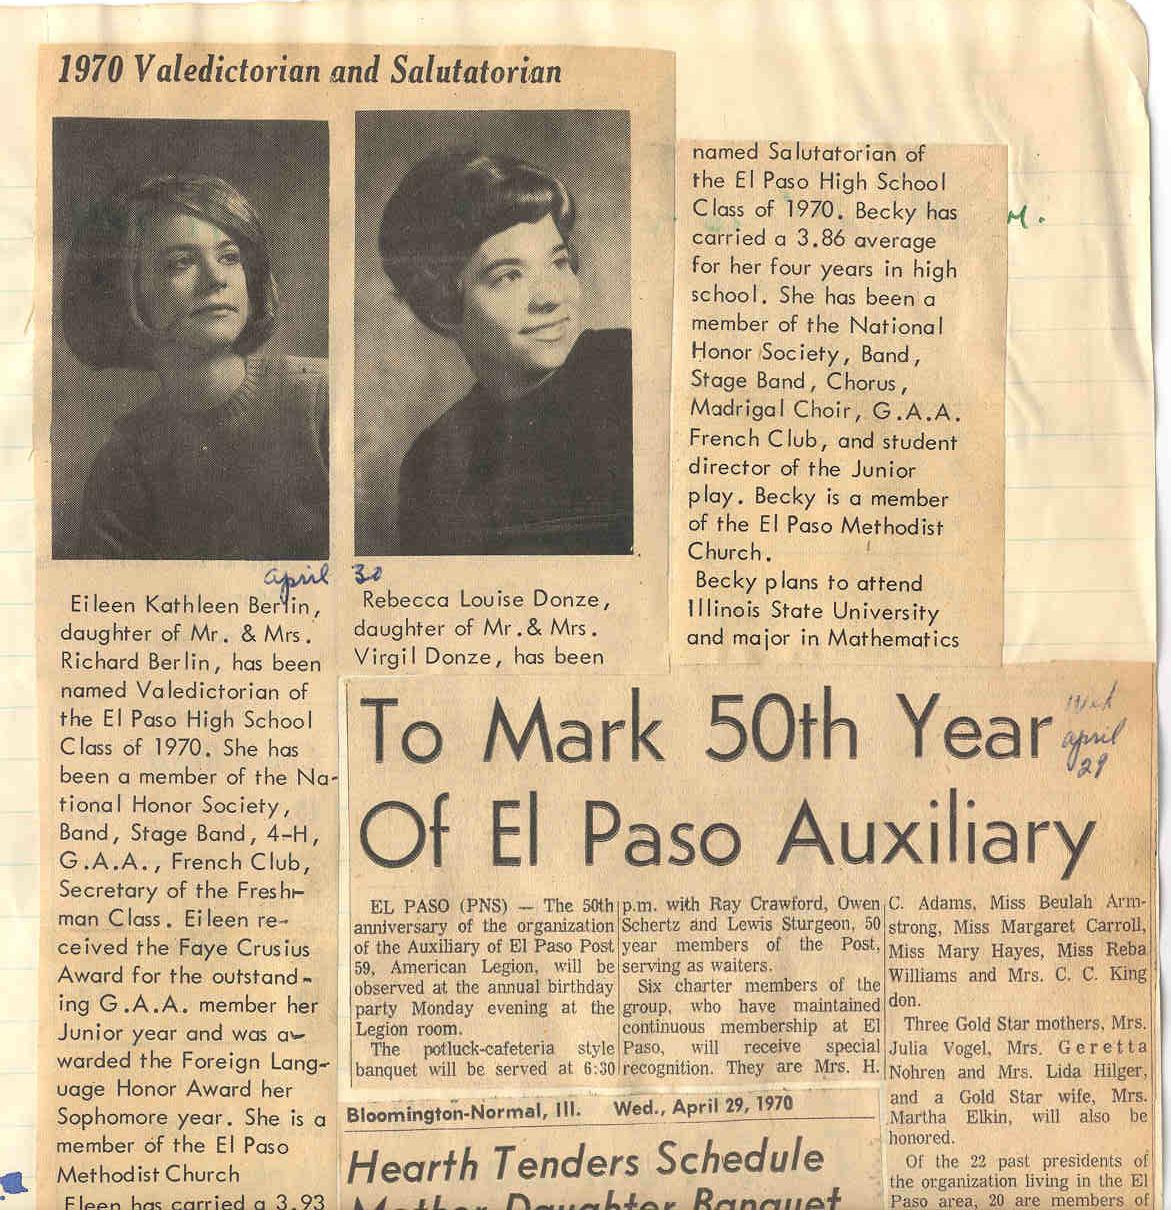 1970 Valedictorian and Salutatorian
april 30
Eileen Kathleen Berlin,
daughter of Mr. & Mrs.
Richard Berlin, has been
named Valedictorian of
the El Paso High School
Class of 1970. She has
been a member of the Na-
tional Honor Society,
Band, Stage Band, 4-H,
G.A.A., French Club,
Secretary of the Fresh-
man Class. Eileen re-
ceived the Faye Crusius
Award for the outstand-
ing G.A.A. member her
Junior year and was a-
warded the Foreign Lang-
uage Honor Award her
Sophomore year. She is a
member of the El Paso
Methodist Church
Eleen has carried a 3.93
Rebecca Louise Donze,
daughter of Mr. & Mrs.
Virgil Donze, has been
named Salutatorian of
the El Paso High School
Class of 1970. Becky has
carried a 3.86 average
for her four years in high
school. She has been a
member of the National
Honor Society, Band,
Stage Band, Chorus,
Madrigal Choir, G.A.A.
French Club, and student
director of the Junior
play. Becky is a member
of the El Paso Methodist
Church.
Becky plans to attend
Illinois State University
and major in Mathematics
To Mark 50th Year
Of El Paso Auxiliary
april
29
EL PASO (PNS) — The 50th
anniversary of the organization
of the Auxiliary of El Paso Post
59, American Legion, will be
observed at the annual birthday
party Monday evening at the
Legion room.
The potluck-cafeteria style
banquet will be served at 6:30
p.m. with Ray Crawford, Owen
Schertz and Lewis Sturgeon, 50
year members of the Post,
serving as waiters.
Six charter members of the
group, who have maintained
continuous membership at El
Paso, will receive special
recognition. They are Mrs. H.
C. Adams, Miss Beulah Arm-
strong, Miss Margaret Carroll,
Miss Mary Hayes, Miss Reba
Williams and Mrs. C. C. King
don.
Three Gold Star mothers, Mrs.
Julia Vogel, Mrs. Geretta
Nohren and Mrs. Lida Hilger,
and a Gold Star wife, Mrs.
Martha Elkin, will also be
honored.
Of the 22 past presidents of
the organization living in the El
Paso area, 20 are members of
Bloomington-Normal, Ill. Wed., April 29, 1970
Hearth Tenders Schedule
Mother Daughter Banquet